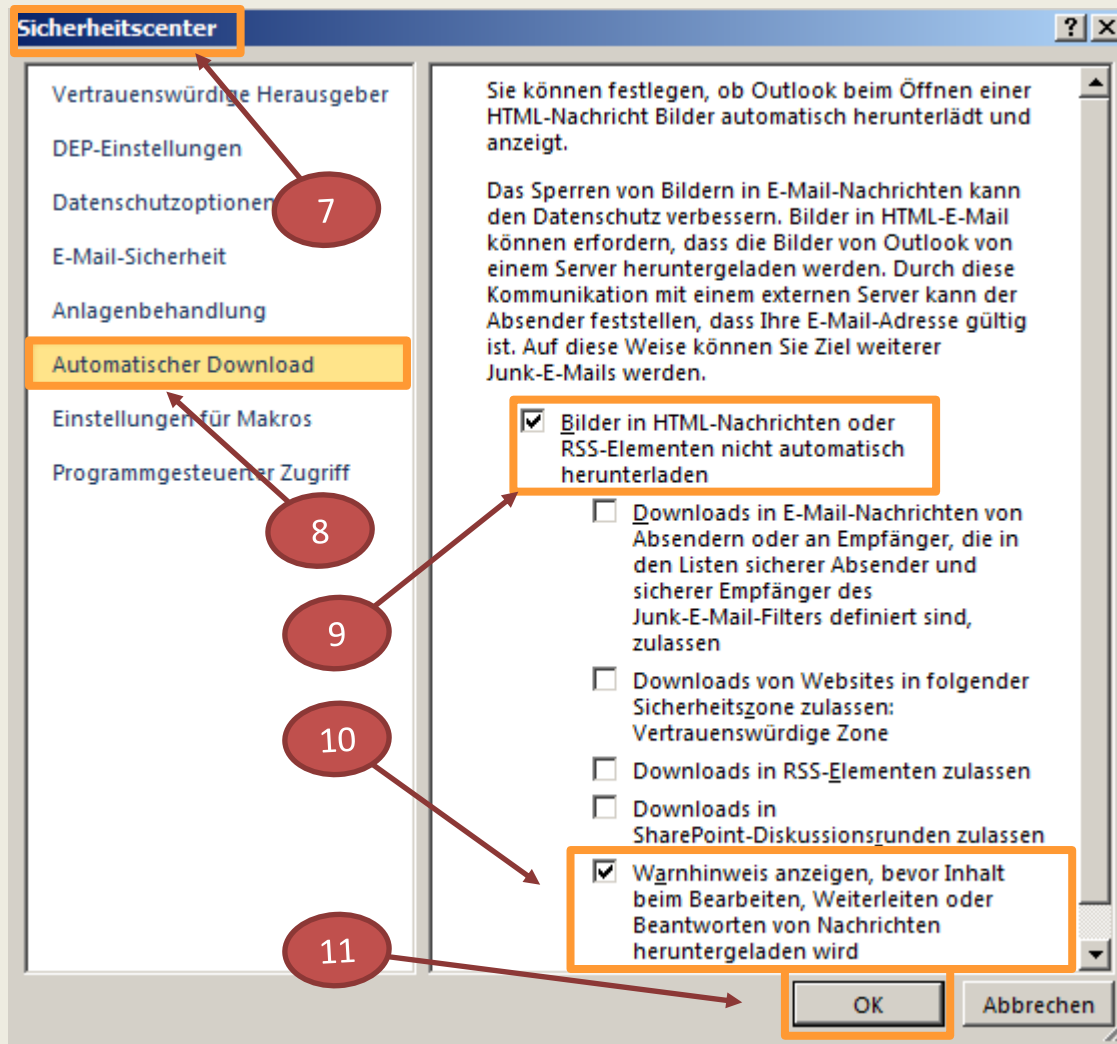 Sicherheitscenter
Vertrauenswürdige Herausgeber
DEP-Einstellungen
Datenschutzoptionen
7
E-Mail-Sicherheit
Anlagenbehandlung
Automatischer Download
Einstellungen für Makros
Programmgesteuerter Zugriff
8
9
10
11
Sie können festlegen, ob Outlook beim Öffnen einer
HTML-Nachricht Bilder automatisch herunterlädt und
anzeigt.
Das Sperren von Bildern in E-Mail-Nachrichten kann
den Datenschutz verbessern. Bilder in HTML-E-Mail
können erfordern, dass die Bilder von Outlook von
einem Server heruntergeladen werden. Durch diese
Kommunikation mit einem externen Server kann der
Absender feststellen, dass Ihre E-Mail-Adresse gültig
ist. Auf diese Weise können Sie Ziel weiterer
Junk-E-Mails werden.
Bilder in HTML-Nachrichten oder
RSS-Elementen nicht automatisch
herunterladen
Downloads in E-Mail-Nachrichten von
Absendern oder an Empfänger, die in
den Listen sicherer Absender und
sicherer Empfänger des
Junk-E-Mail-Filters definiert sind,
zulassen
Downloads von Websites in folgender
Sicherheitszone zulassen:
Vertrauenswürdige Zone
Downloads in RSS-Elementen zulassen
Downloads in
SharePoint-Diskussionsrunden zulassen
Warnhinweis anzeigen, bevor Inhalt
beim Bearbeiten, Weiterleiten oder
Beantworten von Nachrichten
heruntergeladen wird
OK
Abbrechen